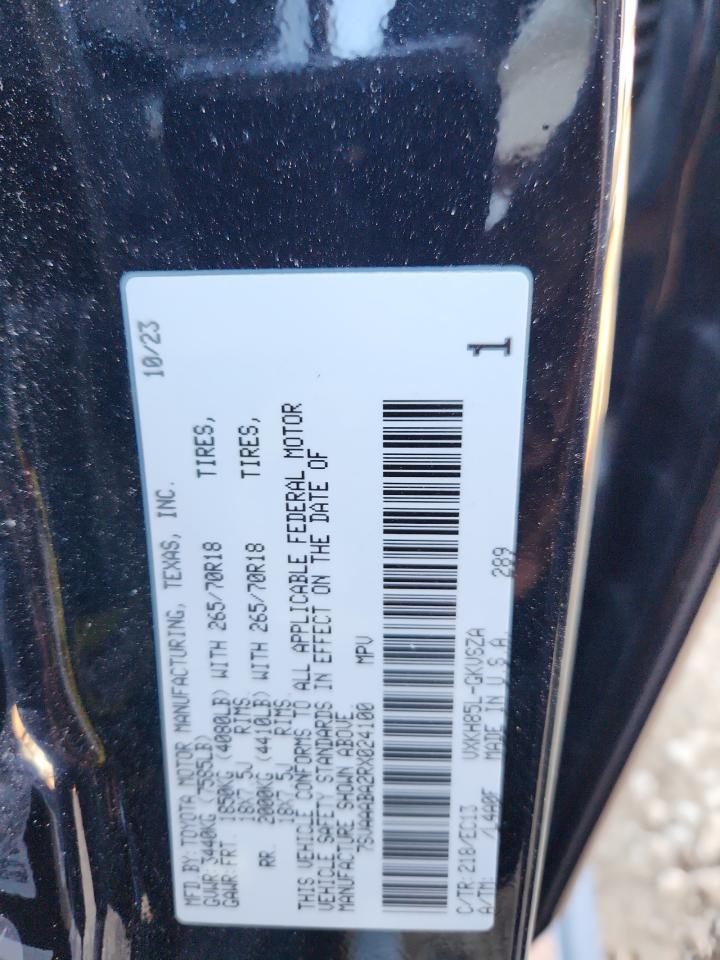 MFD.BY:TOYOTA MOTOR MANUFACTURING, TEXAS, INC. 10/23
GVWR:3440KG (7585LB)
GAWR:FRT. 1850KG (4080LB) WITH 265/70R18 TIRES,
18X7.5J RIMS
RR. 2000KG (4410LB) WITH 265/70R18 TIRES,
18X7.5J RIMS
THIS VEHICLE CONFORMS TO ALL APPLICABLE FEDERAL MOTOR
VEHICLE SAFETY STANDARDS IN EFFECT ON THE DATE OF
MANUFACTURE SHOWN ABOVE.
7SVAAABA2RX024100 MPV
C/TR:218/EC13 VXKH85L-GKVSZA
A/TM: /LA0F MADE IN U.S.A. 289 1